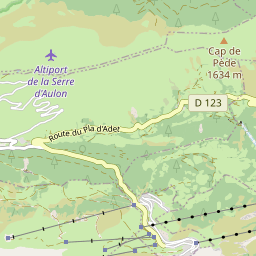 Altiport
de la Serre
d'Aulon
Cap de
Pède
1634 m
D 123
Route du Pla d'Adet